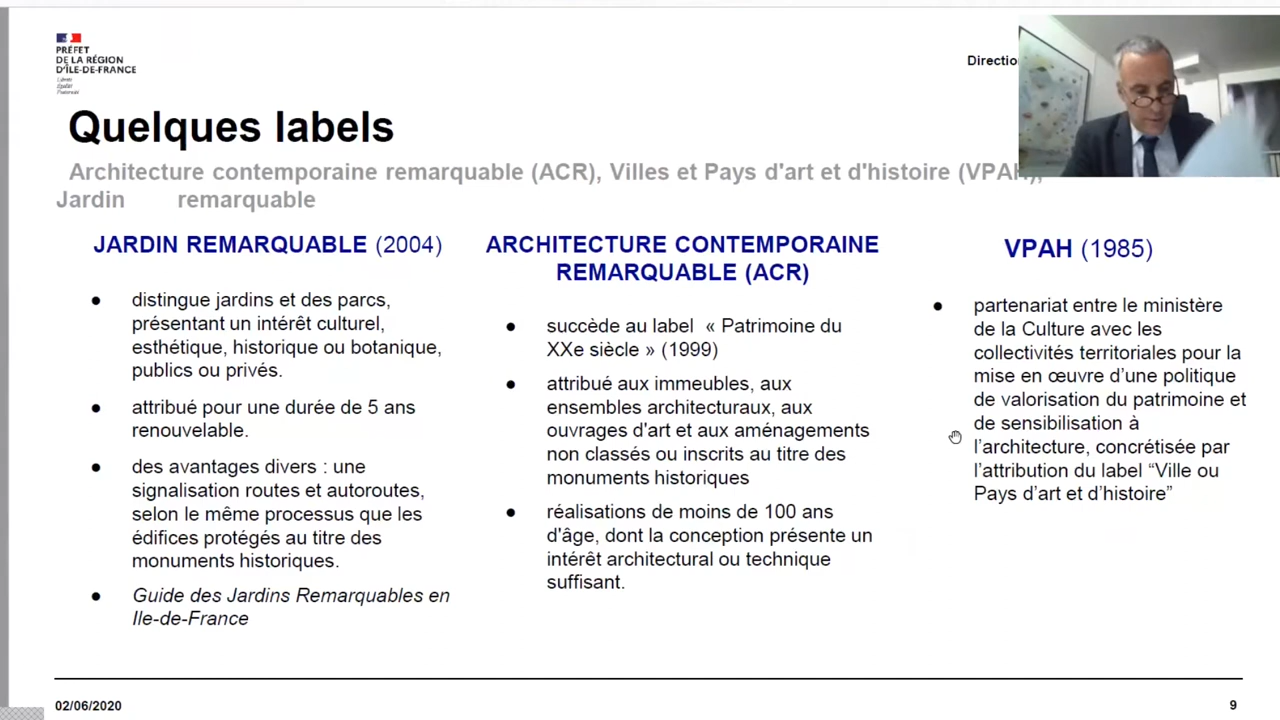 PRÉFET
DE LA RÉGION
D'ÎLE-DE-FRANCE
Liberté
Égalité
Fraternité
Quelques labels
Architecture contemporaine remarquable (ACR), Villes et Pays d'art et d'histoire (VPAH),
Jardin remarquable
JARDIN REMARQUABLE (2004)
● distingue jardins et des parcs,
présentant un intérêt culturel,
esthétique, historique ou botanique,
publics ou privés.
● attribué pour une durée de 5 ans
renouvelable.
● des avantages divers : une
signalisation routes et autoroutes,
selon le même processus que les
édifices protégés au titre des
monuments historiques.
● Guide des Jardins Remarquables en
Ile-de-France
ARCHITECTURE CONTEMPORAINE
REMARQUABLE (ACR)
● succède au label « Patrimoine du
XXe siècle » (1999)
● attribué aux immeubles, aux
ensembles architecturaux, aux
ouvrages d'art et aux aménagements
non classés ou inscrits au titre des
monuments historiques
● réalisations de moins de 100 ans
d'âge, dont la conception présente un
intérêt architectural ou technique
suffisant.
VPAH (1985)
● partenariat entre le ministère
de la Culture avec les
collectivités territoriales pour la
mise en œuvre d’une politique
de valorisation du patrimoine et
de sensibilisation à
l’architecture, concrétisée par
l’attribution du label “Ville ou
Pays d’art et d’histoire”
02/06/2020
9